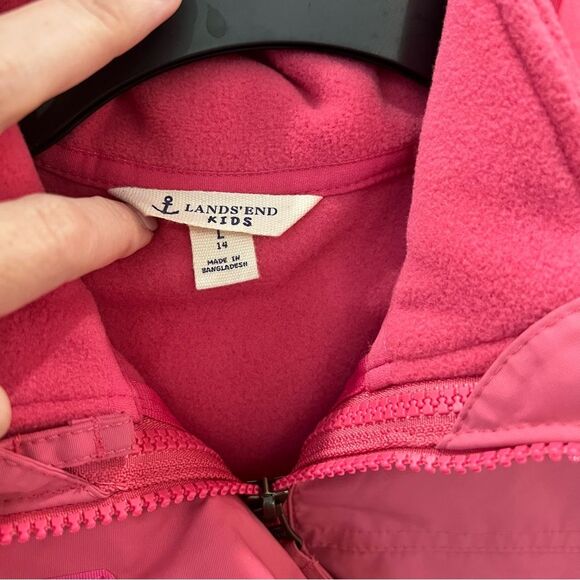 LANDS' END
KIDS
L
14
MADE IN
BANGLADESH